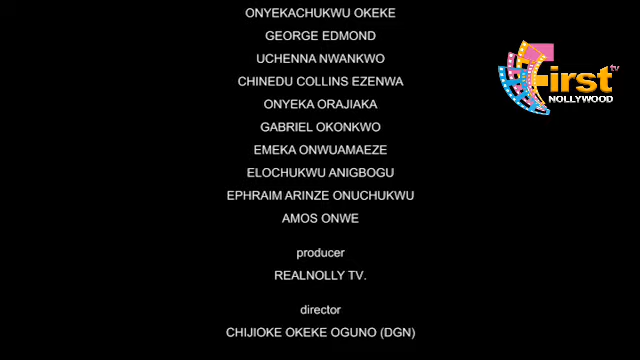 ONYEKACHUKWU OKEKE
GEORGE EDMOND
UCHENNA NWANKWO
CHINEDU COLLINS EZENWA
ONYEKA ORAJIAKA
GABRIEL OKONKWO
EMEKA ONWUAMAEZE
ELOCHUKWU ANIGBOGU
EPHRAIM ARINZE ONUCHUKWU
AMOS ONWE
producer
REALNOLLY TV.
director
CHIJIOKE OKEKE OGUNO (DGN)
First tv
NOLLYWOOD